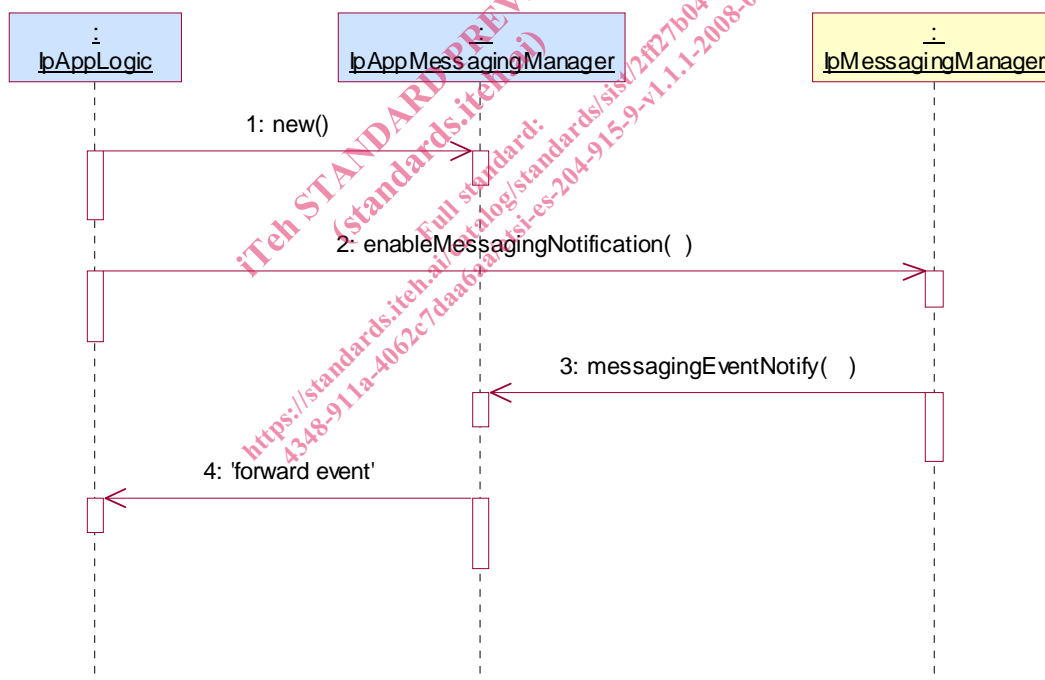 :
IpAppLogic
:
IpAppMessagingManager
:
IpMessagingManager
1: new()
2: enableMessagingNotification(  )
3: messagingEventNotify(   )
4: 'forward event'
iTeh STANDARD PREV
(standards.iteh.ai)
Full standard:
https://standards.iteh.ai/catalog/standards/sist/2ff27b04
4348-911a-4062c7daa6aa/etsi-es-204-915-9-v1.1.1-2008-0